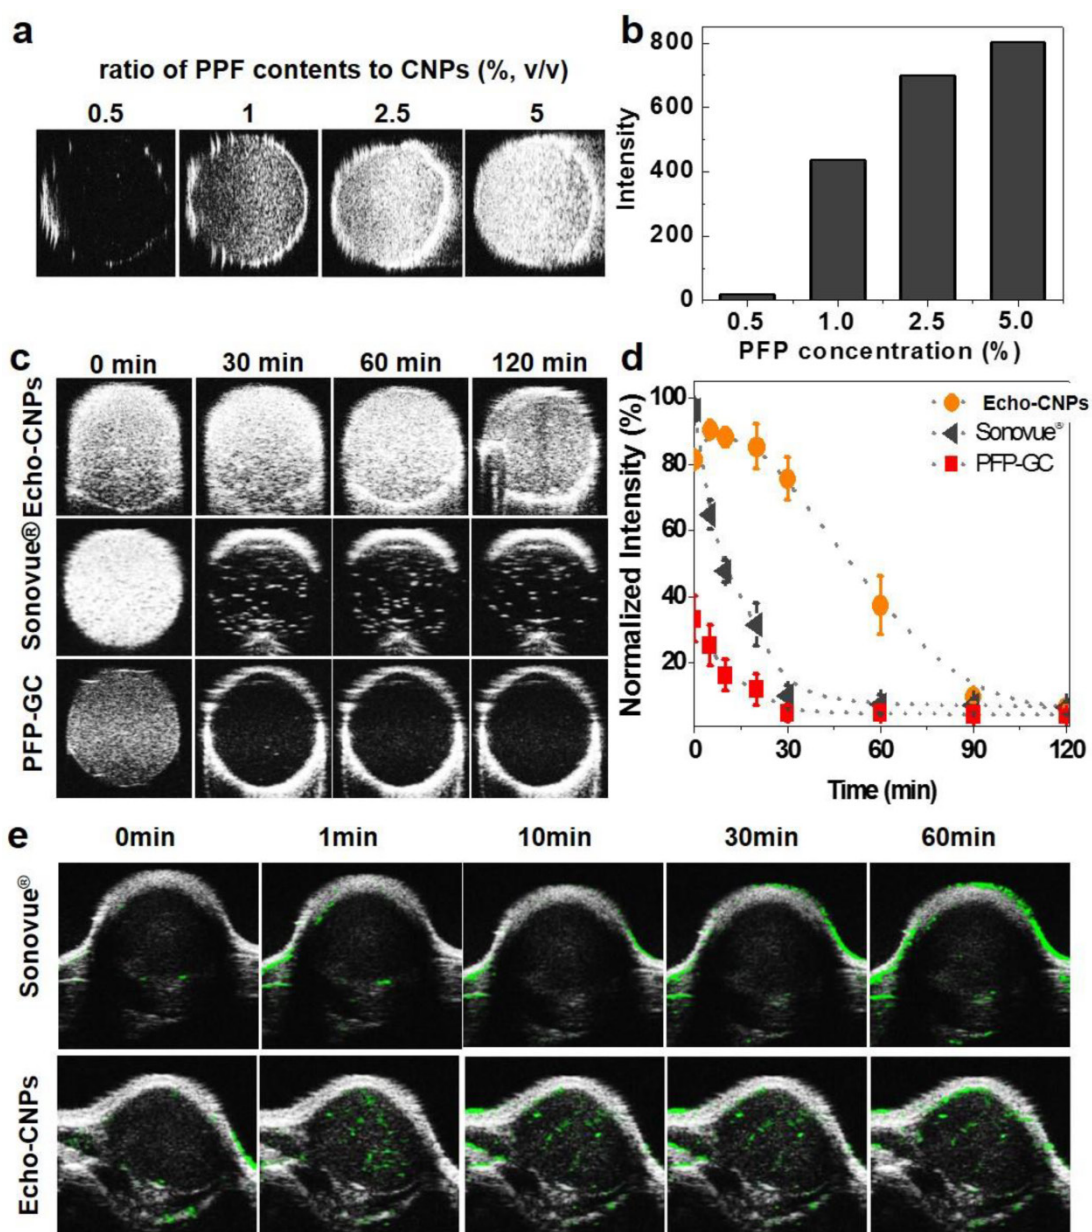 a
ratio of PPF contents to CNPs (%, v/v)
0.5 1 2.5 5
b
Intensity
800
600
400
200
0
0.5 1.0 2.5 5.0
PFP concentration (%)
c
0 min 30 min 60 min 120 min
Echo-CNPs
Sonovue®
PFP-GC
d
Normalized Intensity (%)
100
80
60
40
20
Echo-CNPs
Sonovue®
PFP-GC
0 30 60 90 120
Time (min)
e
0min 1min 10min 30min 60min
Sonovue®
Echo-CNPs